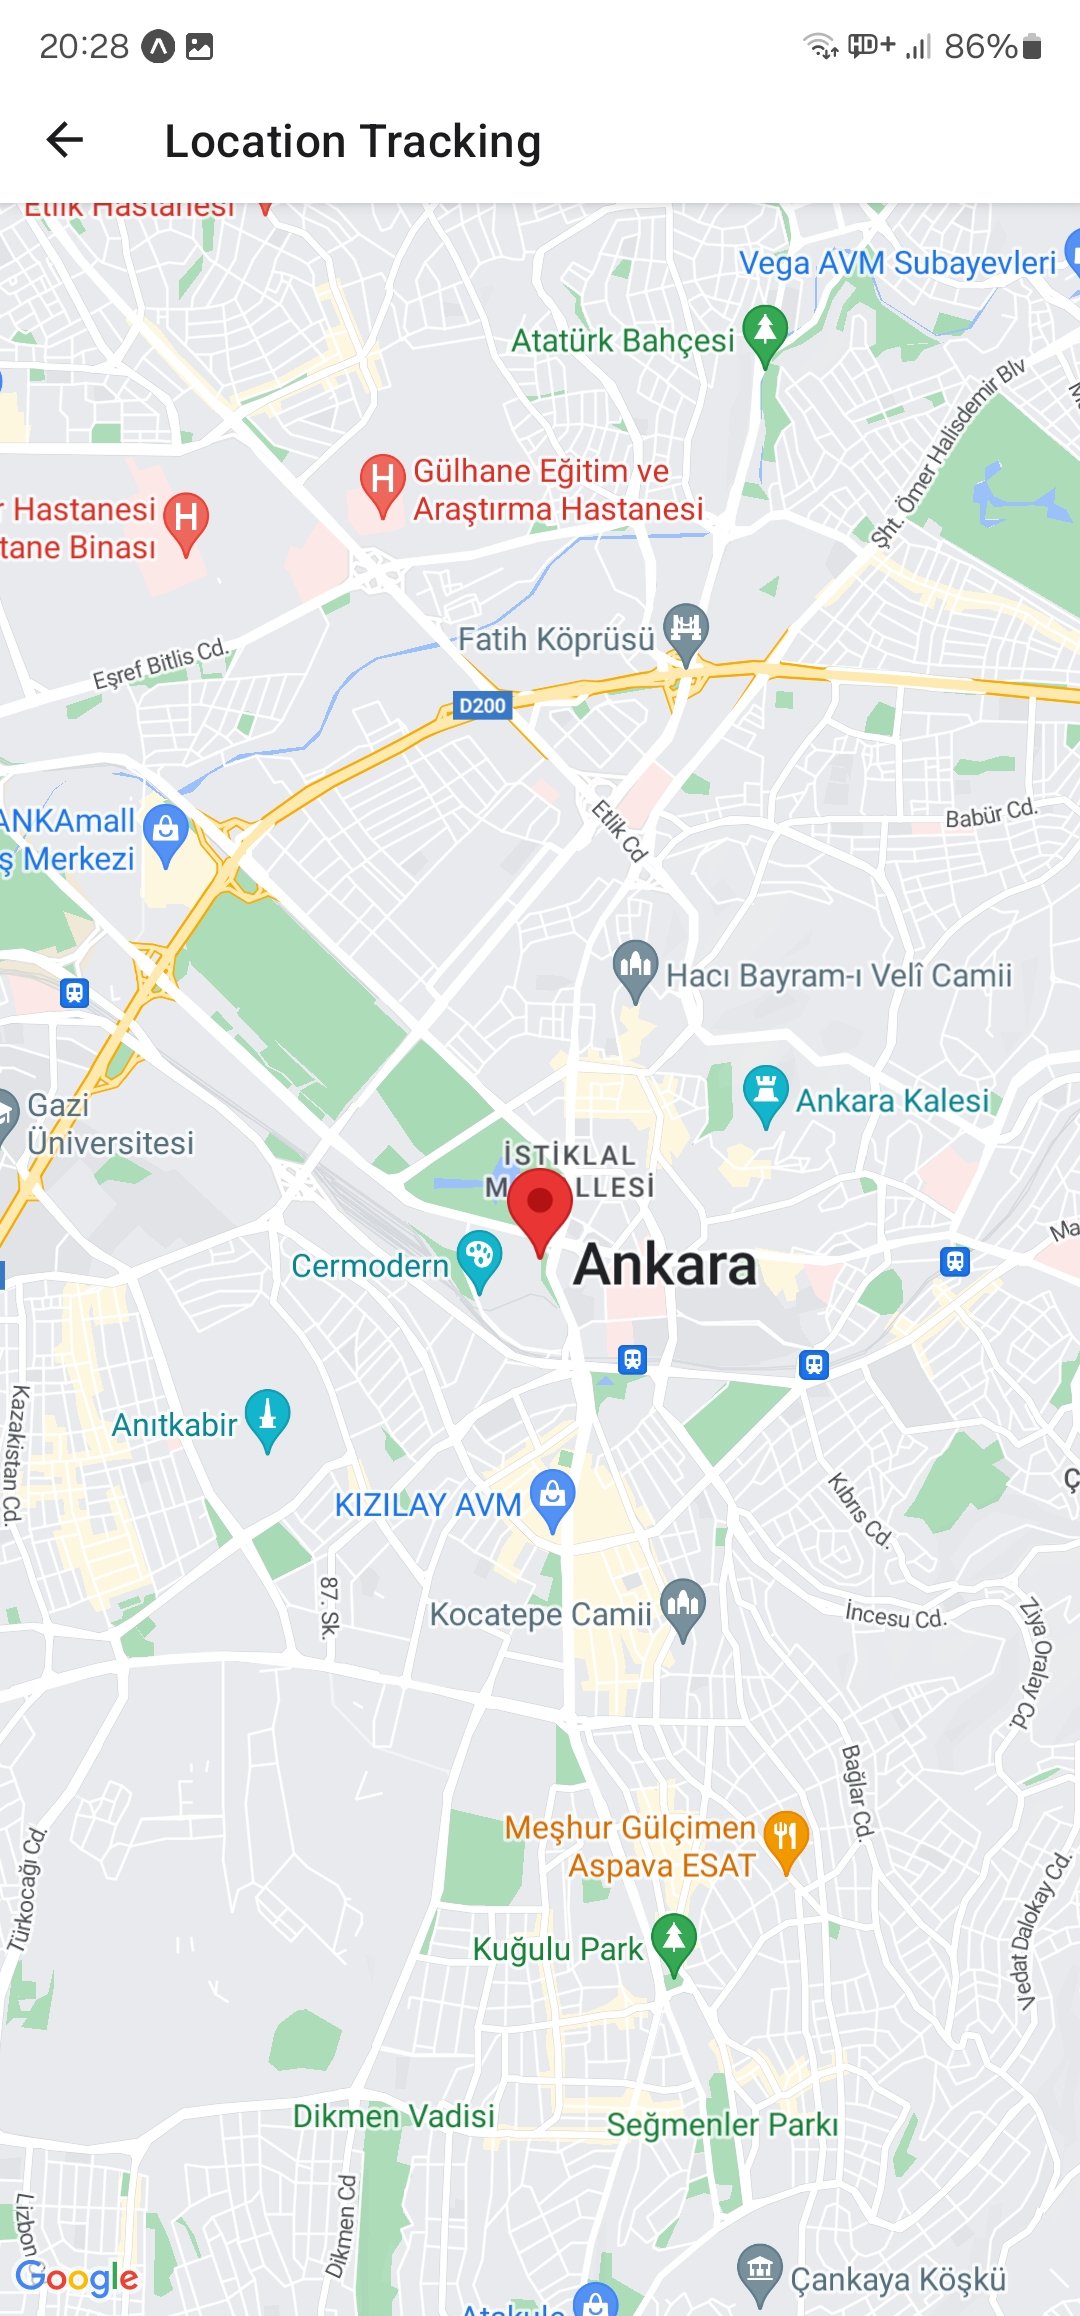 20:28
HD+
86%
Location Tracking
Etlik Hastanesi
Vega AVM Subayevleri
Atatürk Bahçesi
Şht. Ömer Halisdemir Blv
Gülhane Eğitim ve
Araştırma Hastanesi
Hastanesi
tane Binası
Fatih Köprüsü
Eşref Bitlis Cd.
D200
Etlik Cd
Babür Cd.
ANKAmall
ş Merkezi
Hacı Bayram-ı Velî Camii
Gazi
Üniversitesi
Ankara Kalesi
İSTİKLAL
M LLESİ
Ma
Cermodern
Ankara
Kazakistan Cd.
Anıtkabir
Ç
KIZILAY AVM
Kıbrıs Cd.
87. Sk.
Kocatepe Camii
İncesu Cd.
Ziya Oralay Cd.
Bağlar Cd.
Meşhur Gülçimen
Aspava ESAT
Türkocağı Cd.
Kuğulu Park
Vedat Dalokay Cd.
Dikmen Vadisi
Seğmenler Parkı
Dikmen Cd
Lizbon
Google
Çankaya Köşkü
Atakule